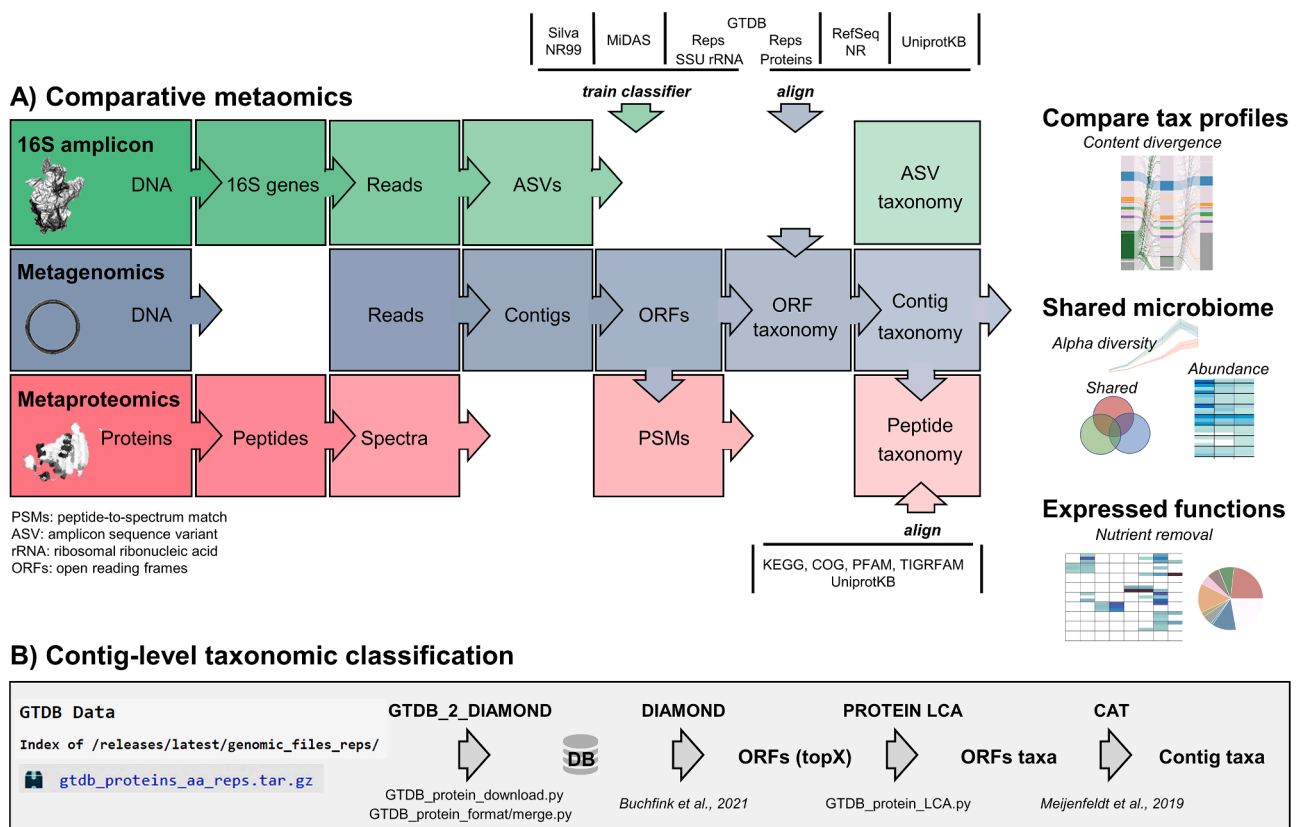 GTDB
Silva
NR99
MiDAS
Reps
SSU rRNA
Reps
Proteins
RefSeq
NR
UniprotKB
A) Comparative metaomics
train classifier
align
16S amplicon
DNA
16S genes
Reads
ASVs
ASV
taxonomy
Metagenomics
DNA
Reads
Contigs
ORFs
ORF
taxonomy
Contig
taxonomy
Metaproteomics
Proteins
Peptides
Spectra
PSMs
Peptide
taxonomy
PSMs: peptide-to-spectrum match
ASV: amplicon sequence variant
rRNA: ribosomal ribonucleic acid
ORFs: open reading frames
align
KEGG, COG, PFAM, TIGRFAM
UniprotKB
Compare tax profiles
Content divergence
Shared microbiome
Alpha diversity
Shared
Abundance
Expressed functions
Nutrient removal
B) Contig-level taxonomic classification
GTDB Data
Index of /releases/latest/genomic_files_reps/
gtdb_proteins_aa_reps.tar.gz
GTDB_2_DIAMOND
DB
GTDB_protein_download.py
GTDB_protein_format/merge.py
DIAMOND
Buchfink et al., 2021
ORFs (topX)
PROTEIN LCA
GTDB_protein_LCA.py
ORFs taxa
CAT
Meijenfeldt et al., 2019
Contig taxa